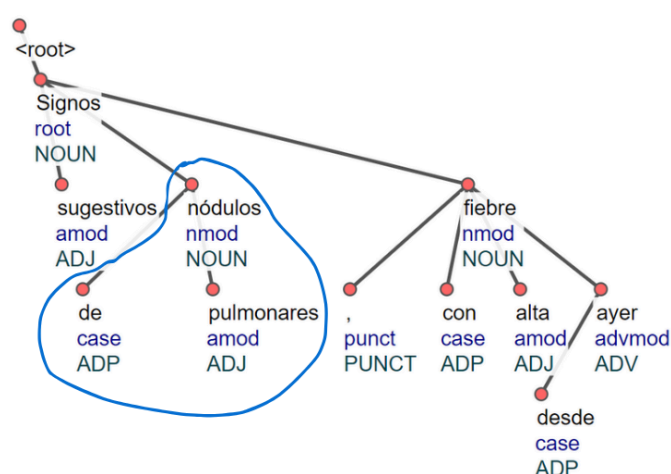 <root>
Signos
root
NOUN
sugestivos
amod
ADJ
nódulos
nmod
NOUN
fiebre
nmod
NOUN
de
case
ADP
pulmonares
amod
ADJ
,
punct
PUNCT
con
case
ADP
alta
amod
ADJ
ayer
advmod
ADV
desde
case
ADP